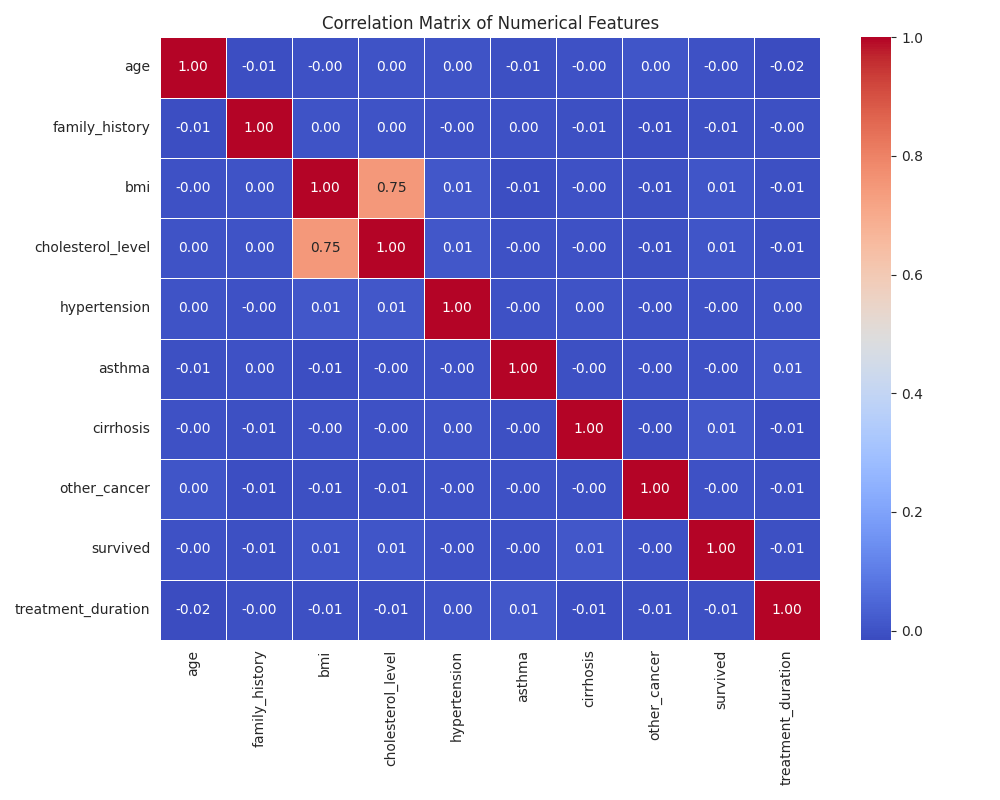 Correlation Matrix of Numerical Features
age 1.00 -0.01 -0.00 0.00 0.00 -0.01 -0.00 0.00 -0.00 -0.02
family_history -0.01 1.00 0.00 0.00 -0.00 0.00 -0.01 -0.01 -0.01 -0.00
bmi -0.00 0.00 1.00 0.75 0.01 -0.01 -0.00 -0.01 0.01 -0.01
cholesterol_level 0.00 0.00 0.75 1.00 0.01 -0.00 -0.00 -0.01 0.01 -0.01
hypertension 0.00 -0.00 0.01 0.01 1.00 -0.00 0.00 -0.00 -0.00 0.00
asthma -0.01 0.00 -0.01 -0.00 -0.00 1.00 -0.00 -0.00 -0.00 0.01
cirrhosis -0.00 -0.01 -0.00 -0.00 0.00 -0.00 1.00 -0.00 0.01 -0.01
other_cancer 0.00 -0.01 -0.01 -0.01 -0.00 -0.00 -0.00 1.00 -0.00 -0.01
survived -0.00 -0.01 0.01 0.01 -0.00 -0.00 0.01 -0.00 1.00 -0.01
treatment_duration -0.02 -0.00 -0.01 -0.01 0.00 0.01 -0.01 -0.01 -0.01 1.00
age family_history bmi cholesterol_level hypertension asthma cirrhosis other_cancer survived treatment_duration
1.0
0.8
0.6
0.4
0.2
0.0